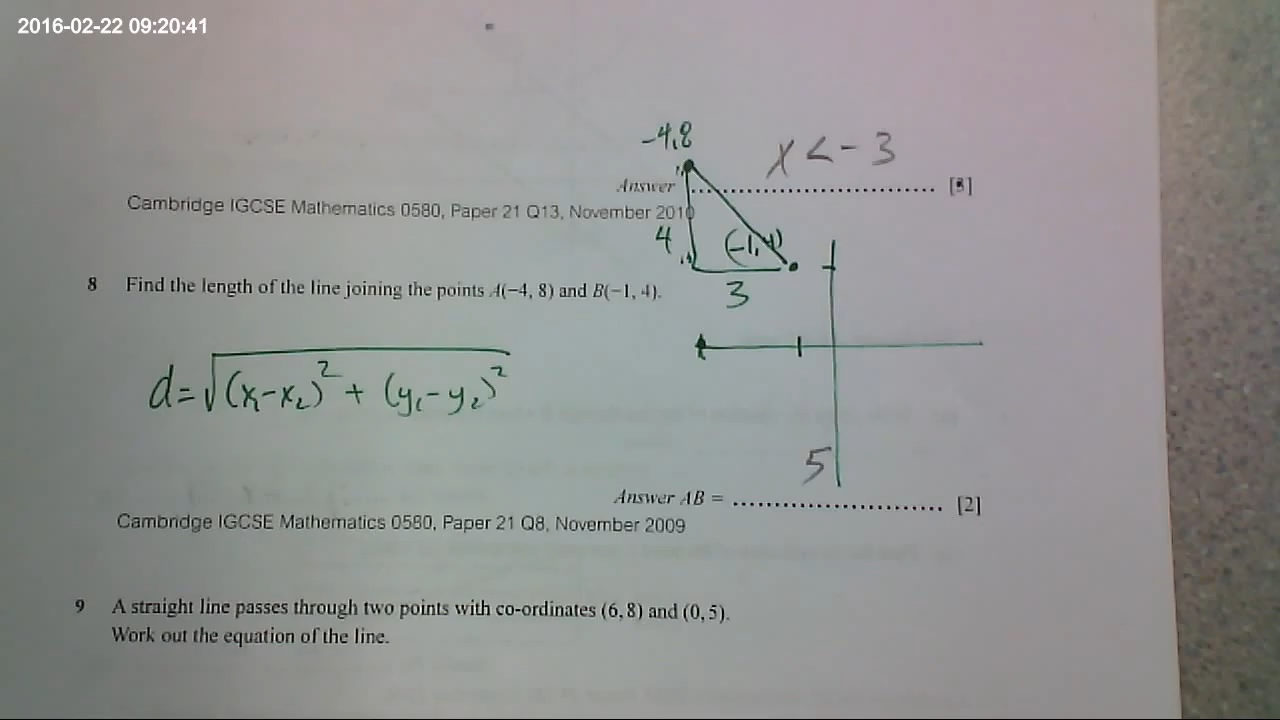 2016-02-22 09:20:41
-4,8
x < -3
Answer ........................ [3]
Cambridge IGCSE Mathematics 0580, Paper 21 Q13, November 2010
4
(-1,4)
3
8 Find the length of the line joining the points A(−4, 8) and B(−1, 4).
d=√(x₁-x₂)² + (y₁-y₂)²
5
Answer AB = ........................ [2]
Cambridge IGCSE Mathematics 0580, Paper 21 Q8, November 2009
9 A straight line passes through two points with co-ordinates (6, 8) and (0, 5).
Work out the equation of the line.